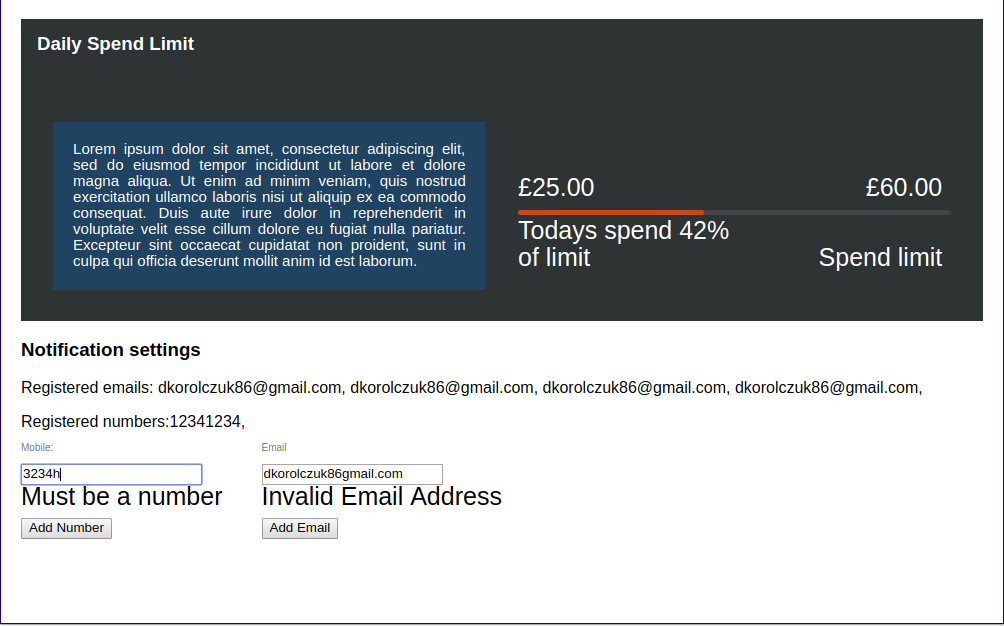 Daily Spend Limit
Lorem ipsum dolor sit amet, consectetur adipiscing elit,
sed do eiusmod tempor incididunt ut labore et dolore
magna aliqua. Ut enim ad minim veniam, quis nostrud
exercitation ullamco laboris nisi ut aliquip ex ea commodo
consequat. Duis aute irure dolor in reprehenderit in
voluptate velit esse cillum dolore eu fugiat nulla pariatur.
Excepteur sint occaecat cupidatat non proident, sunt in
culpa qui officia deserunt mollit anim id est laborum.
£25.00 £60.00
Todays spend 42%
of limit Spend limit
Notification settings
Registered emails: dkorolczuk86@gmail.com, dkorolczuk86@gmail.com, dkorolczuk86@gmail.com, dkorolczuk86@gmail.com,
Registered numbers:12341234,
Mobile: Email
3234h dkorolczuk86gmail.com
Must be a number Invalid Email Address
Add Number Add Email